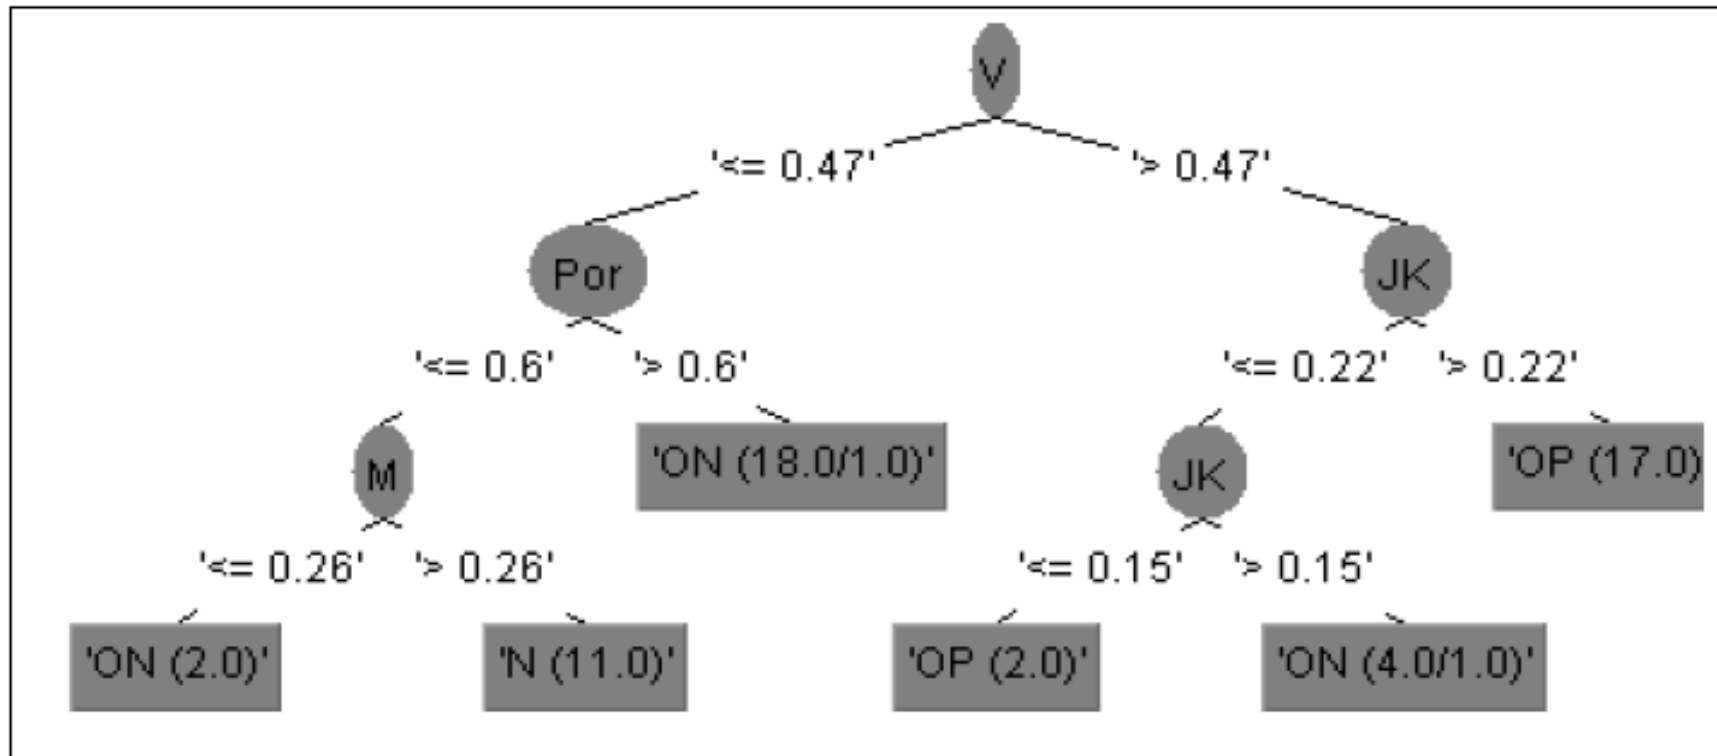 V
'<= 0.47' '> 0.47'
Por JK
'<= 0.6' '> 0.6' '<= 0.22' '> 0.22'
M 'ON (18.0/1.0)' JK 'OP (17.0)
'<= 0.26' '> 0.26' '<= 0.15' '> 0.15'
'ON (2.0)' 'N (11.0)' 'OP (2.0)' 'ON (4.0/1.0)'